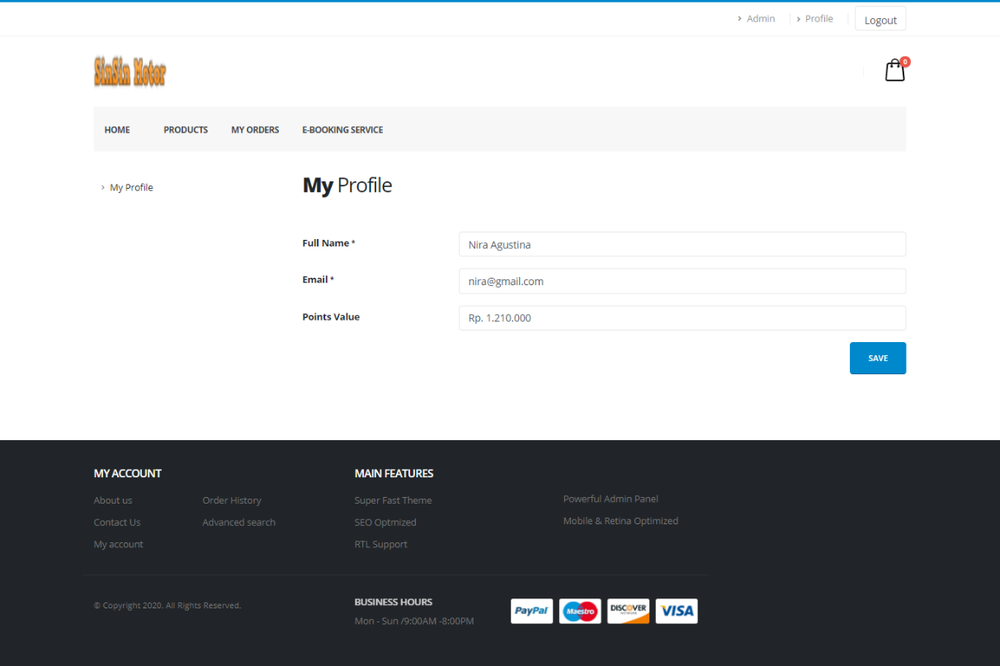 Admin Profile Logout
SinSin Motor
0
HOME PRODUCTS MY ORDERS E-BOOKING SERVICE
My Profile
My Profile
Full Name *
Nira Agustina
Email *
nira@gmail.com
Points Value
Rp. 1.210.000
SAVE
MY ACCOUNT
About us
Contact Us
My account
Order History
Advanced search
MAIN FEATURES
Super Fast Theme
SEO Optmized
RTL Support
Powerful Admin Panel
Mobile & Retina Optimized
© Copyright 2020. All Rights Reserved.
BUSINESS HOURS
Mon - Sun /9:00AM -8:00PM
PayPal
Maestro
DISCOVER
NETWORK
VISA